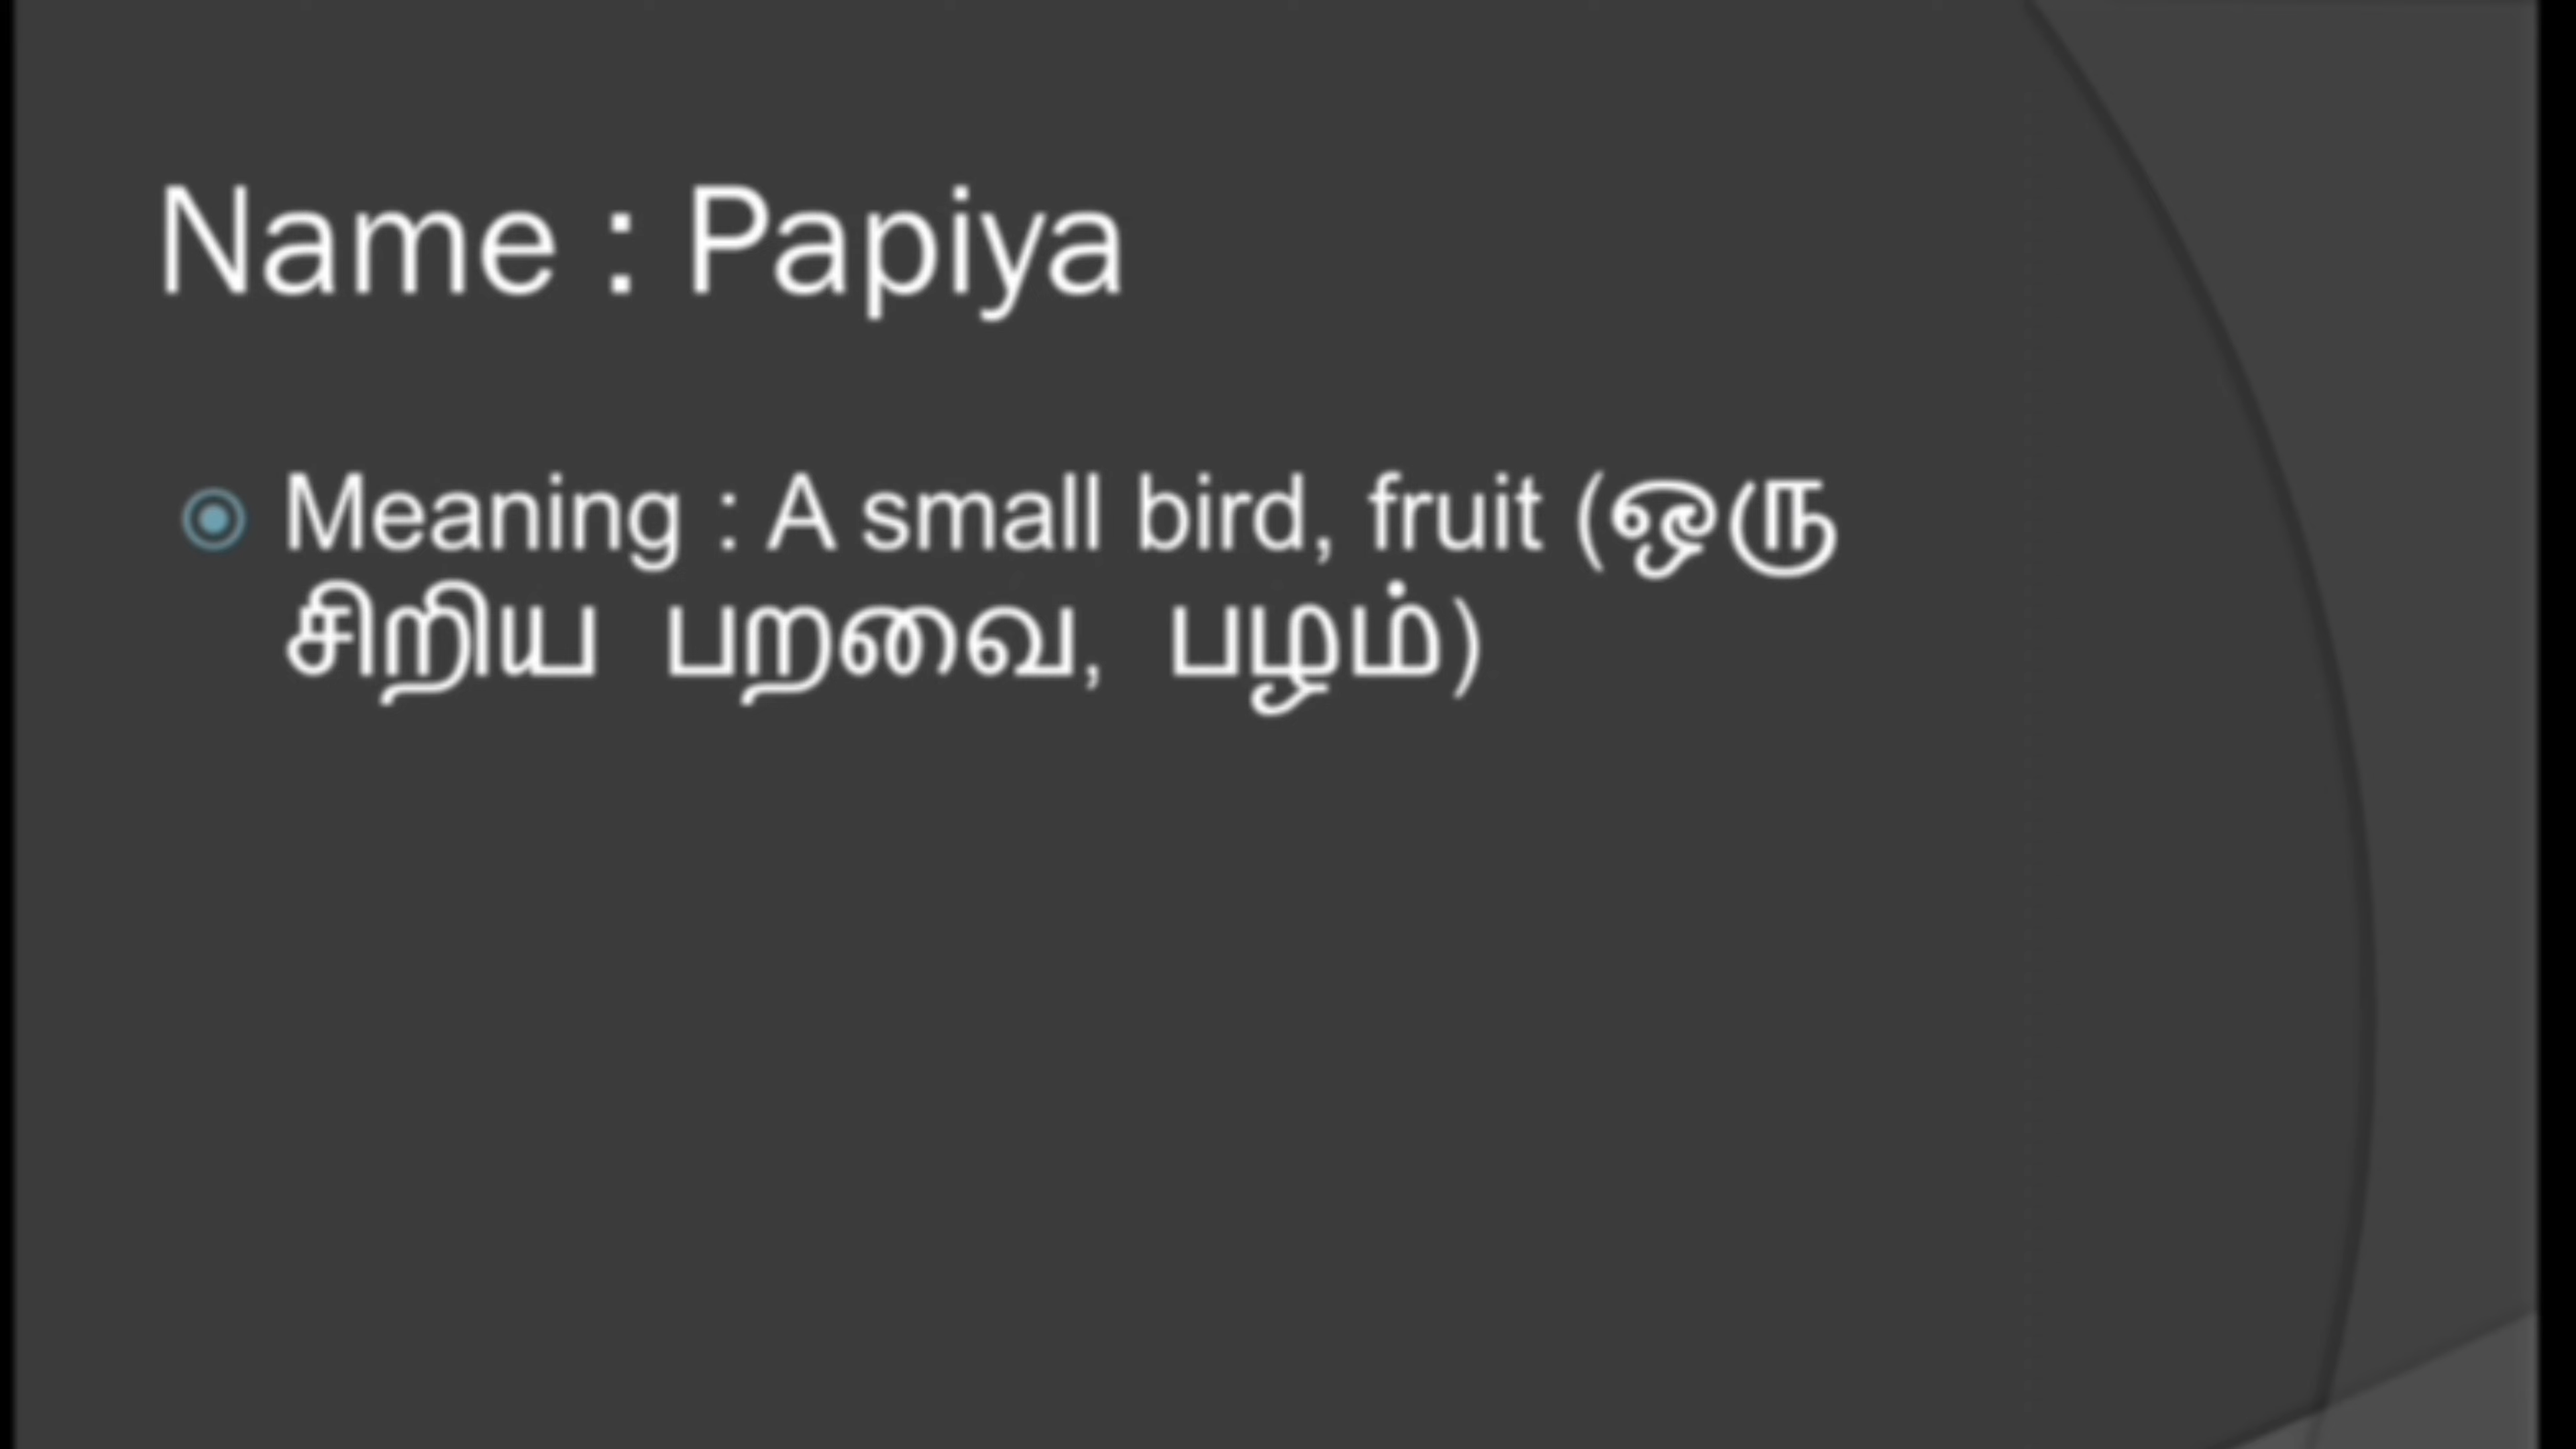 Name : Papiya
Meaning : A small bird, fruit (ஒரு
சிறிய பறவை, பழம்)